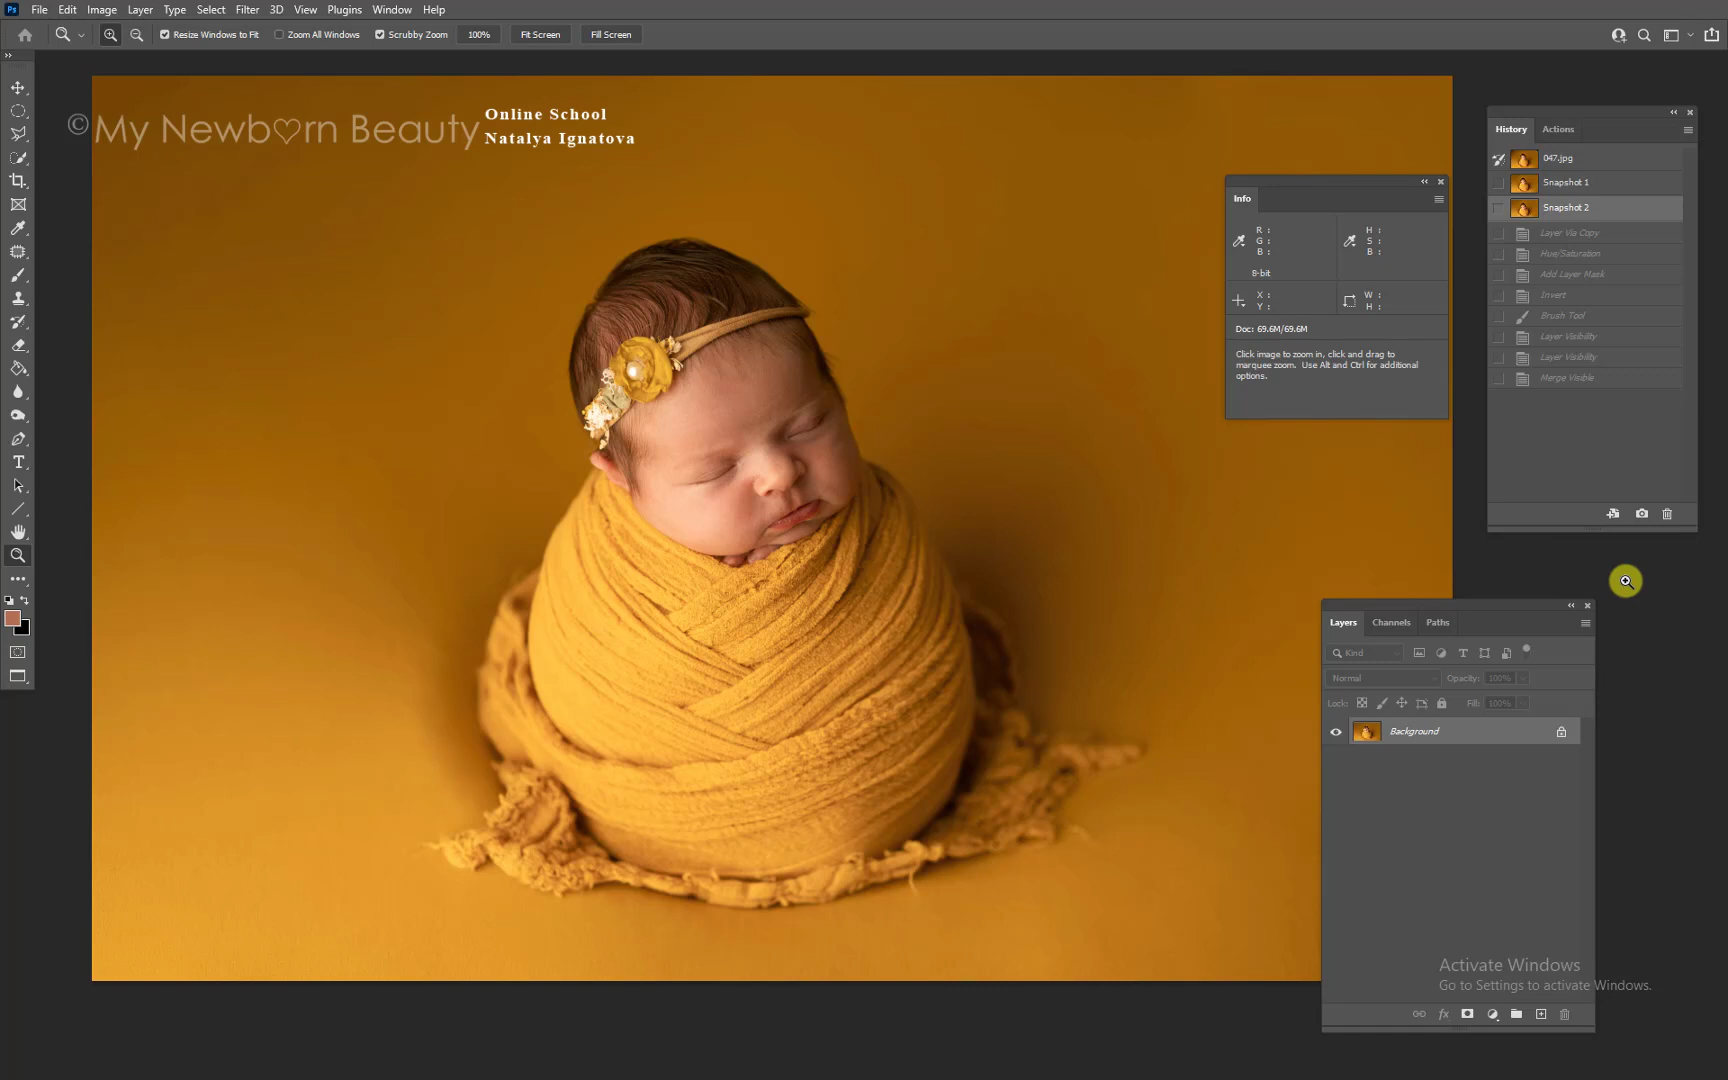 Ps File Edit Image Layer Type Select Filter 3D View Plugins Window Help
Resize Windows to Fit Zoom All Windows Scrubby Zoom 100% Fit Screen Fill Screen
©My Newborn Beauty
Online School
Natalya Ignatova
History Actions
047.jpg
Snapshot 1
Snapshot 2
Layer Via Copy
Hue/Saturation
Add Layer Mask
Invert
Brush Tool
Layer Visibility
Layer Visibility
Merge Visible
Info
R : H :
G : S :
B : B :
8-bit
X : W :
Y : H :
Doc: 69.6M/69.6M
Click image to zoom in, click and drag to
marquee zoom. Use Alt and Ctrl for additional
options.
Layers Channels Paths
Kind
Normal Opacity: 100%
Lock: Fill: 100%
Background
fx
Activate Windows
Go to Settings to activate Windows.